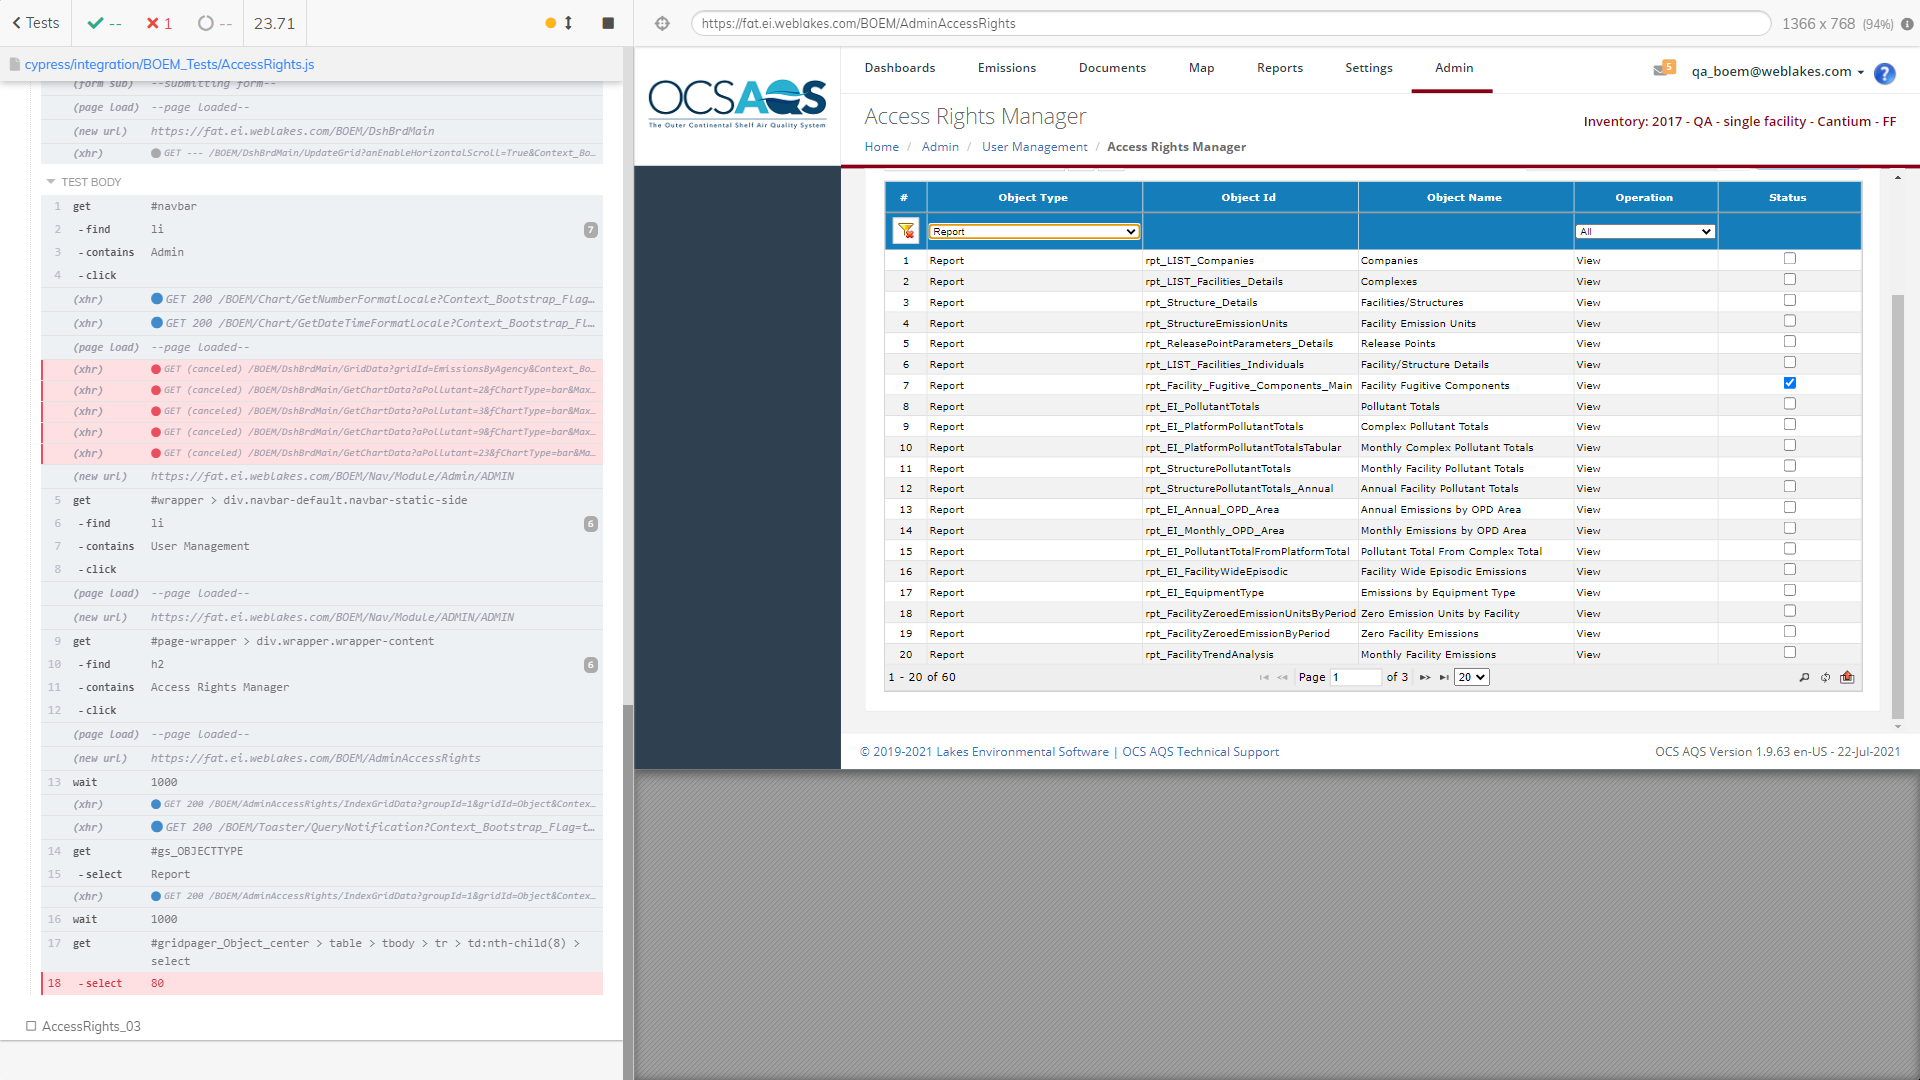 Tests
--
1
--
23.71
https://fat.ei.weblakes.com/BOEM/AdminAccessRights
1366 x 768 (94%)
cypress/integration/BOEM_Tests/AccessRights.js
(form sub) --submitting form--
(page load) --page loaded--
(new url) https://fat.ei.weblakes.com/BOEM/DshBrdMain
(xhr) GET --- /BOEM/DshBrdMain/UpdateGrid?anEnableHorizontalScroll=True&Context_Bo...
TEST BODY
1 get #navbar
2 -find li 7
3 -contains Admin
4 -click
(xhr) GET 200 /BOEM/Chart/GetNumberFormatLocale?Context_Bootstrap_Flag...
(xhr) GET 200 /BOEM/Chart/GetDateTimeFormatLocale?Context_Bootstrap_Fl...
(page load) --page loaded--
(xhr) GET (canceled) /BOEM/DshBrdMain/GridData?gridId=EmissionsByAgency&Context_Bo...
(xhr) GET (canceled) /BOEM/DshBrdMain/GetChartData?aPollutant=2&fChartType=bar&Max...
(xhr) GET (canceled) /BOEM/DshBrdMain/GetChartData?aPollutant=3&fChartType=bar&Max...
(xhr) GET (canceled) /BOEM/DshBrdMain/GetChartData?aPollutant=9&fChartType=bar&Max...
(xhr) GET (canceled) /BOEM/DshBrdMain/GetChartData?aPollutant=23&fChartType=bar&Ma...
(new url) https://fat.ei.weblakes.com/BOEM/Nav/Module/Admin/ADMIN
5 get #wrapper > div.navbar-default.navbar-static-side
6 -find li 6
7 -contains User Management
8 -click
(page load) --page loaded--
(new url) https://fat.ei.weblakes.com/BOEM/Nav/Module/ADMIN/ADMIN
9 get #page-wrapper > div.wrapper.wrapper-content
10 -find h2 6
11 -contains Access Rights Manager
12 -click
(page load) --page loaded--
(new url) https://fat.ei.weblakes.com/BOEM/AdminAccessRights
13 wait 1000
(xhr) GET 200 /BOEM/AdminAccessRights/IndexGridData?groupId=1&gridId=Object&Contex...
(xhr) GET 200 /BOEM/Toaster/QueryNotification?Context_Bootstrap_Flag=t...
14 get #gs_OBJECTTYPE
15 -select Report
(xhr) GET 200 /BOEM/AdminAccessRights/IndexGridData?groupId=1&gridId=Object&Contex...
16 wait 1000
17 get #gridpager_Object_center > table > tbody > tr > td:nth-child(8) >
select
18 -select 80
AccessRights_03
OCSAQS
The Outer Continental Shelf Air Quality System
Dashboards Emissions Documents Map Reports Settings Admin
5 qa_boem@weblakes.com ?
Access Rights Manager
Inventory: 2017 - QA - single facility - Cantium - FF
Home / Admin / User Management / Access Rights Manager
# Object Type Object Id Object Name Operation Status
Report All
1 Report rpt_LIST_Companies Companies View
2 Report rpt_LIST_Facilities_Details Complexes View
3 Report rpt_Structure_Details Facilities/Structures View
4 Report rpt_StructureEmissionUnits Facility Emission Units View
5 Report rpt_ReleasePointParameters_Details Release Points View
6 Report rpt_LIST_Facilities_Individuals Facility/Structure Details View
7 Report rpt_Facility_Fugitive_Components_Main Facility Fugitive Components View
8 Report rpt_EI_PollutantTotals Pollutant Totals View
9 Report rpt_EI_PlatformPollutantTotals Complex Pollutant Totals View
10 Report rpt_EI_PlatformPollutantTotalsTabular Monthly Complex Pollutant Totals View
11 Report rpt_StructurePollutantTotals Monthly Facility Pollutant Totals View
12 Report rpt_StructurePollutantTotals_Annual Annual Facility Pollutant Totals View
13 Report rpt_EI_Annual_OPD_Area Annual Emissions by OPD Area View
14 Report rpt_EI_Monthly_OPD_Area Monthly Emissions by OPD Area View
15 Report rpt_EI_PollutantTotalFromPlatformTotal Pollutant Total From Complex Total View
16 Report rpt_EI_FacilityWideEpisodic Facility Wide Episodic Emissions View
17 Report rpt_EI_EquipmentType Emissions by Equipment Type View
18 Report rpt_FacilityZeroedEmissionUnitsByPeriod Zero Emission Units by Facility View
19 Report rpt_FacilityZeroedEmissionByPeriod Zero Facility Emissions View
20 Report rpt_FacilityTrendAnalysis Monthly Facility Emissions View
1 - 20 of 60 Page 1 of 3 20
© 2019-2021 Lakes Environmental Software | OCS AQS Technical Support
OCS AQS Version 1.9.63 en-US - 22-Jul-2021